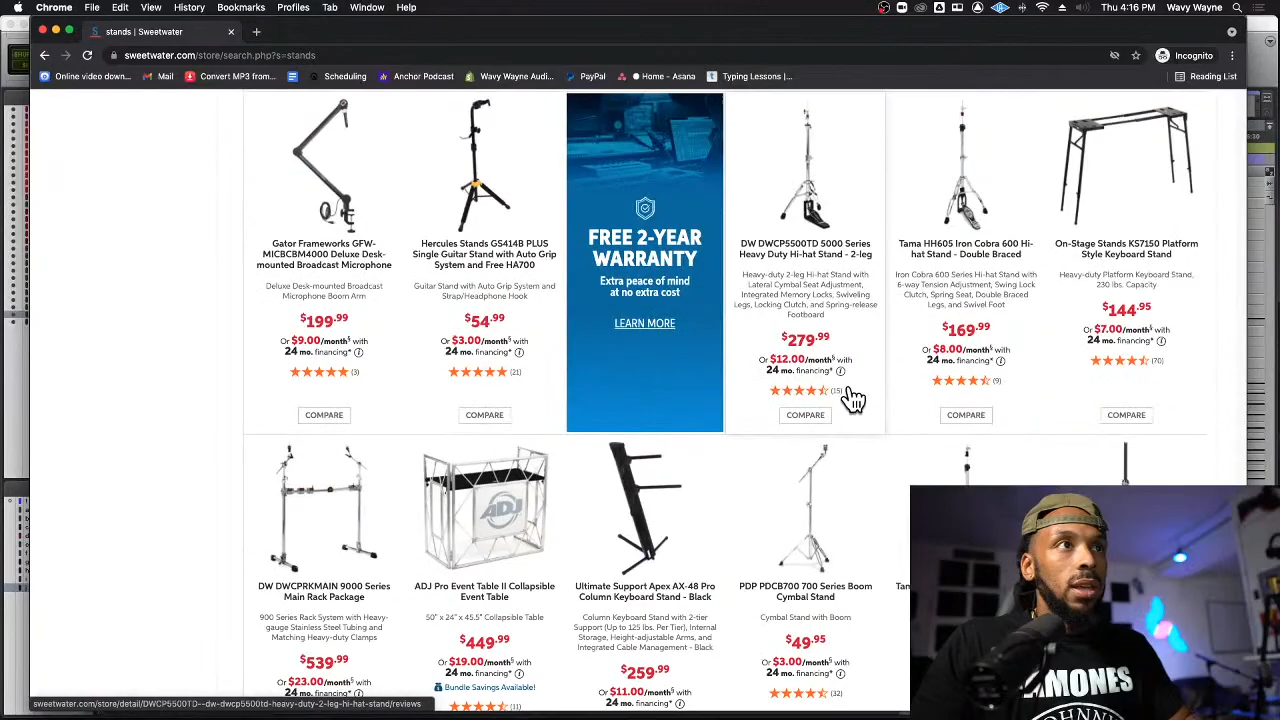 Chrome File Edit View History Bookmarks Profiles Tab Window Help
Thu 4:16 PM Wavy Wayne
stands | Sweetwater
sweetwater.com/store/search.php?s=stands
Incognito
Online video down... Mail Convert MP3 from... Scheduling Anchor Podcast Wavy Wayne Audi... PayPal Home – Asana Typing Lessons |... Reading List
Gator Frameworks GFW-
MICBCBM4000 Deluxe Desk-
mounted Broadcast Microphone
Deluxe Desk-mounted Broadcast
Microphone Boom Arm
$199.99
Or $9.00/month§ with
24 mo. financing*
(3)
COMPARE
Hercules Stands GS414B PLUS
Single Guitar Stand with Auto Grip
System and Free HA700
Guitar Stand with Auto Grip System and
Strap/Headphone Hook
$54.99
Or $3.00/month§ with
24 mo. financing*
(21)
COMPARE
FREE 2-YEAR
WARRANTY
Extra peace of mind
at no extra cost
LEARN MORE
DW DWCP5500TD 5000 Series
Heavy Duty Hi-hat Stand - 2-leg
Heavy-duty 2-leg Hi-hat Stand with
Lateral Cymbal Seat Adjustment,
Integrated Memory Locks, Swiveling
Legs, Locking Clutch, and Spring-release
Footboard
$279.99
Or $12.00/month§ with
24 mo. financing*
(15)
COMPARE
Tama HH605 Iron Cobra 600 Hi-
hat Stand - Double Braced
Iron Cobra 600 Series Hi-hat Stand with
6-way Tension Adjustment, Swing Lock
Clutch, Spring Seat, Double Braced
Legs, and Swivel Foot
$169.99
Or $8.00/month§ with
24 mo. financing*
(9)
COMPARE
On-Stage Stands KS7150 Platform
Style Keyboard Stand
Heavy-duty Platform Keyboard Stand,
230 lbs. Capacity
$144.95
Or $7.00/month§ with
24 mo. financing*
(70)
COMPARE
DW DWCPRKMAIN 9000 Series
Main Rack Package
900 Series Rack System with Heavy-
gauge Stainless Steel Tubing and
Matching Heavy-duty Clamps
$539.99
Or $23.00/month§ with
24 mo. financing*
ADJ
ADJ Pro Event Table II Collapsible
Event Table
50" x 24" x 45.5" Collapsible Table
$449.99
Or $19.00/month§ with
24 mo. financing*
Bundle Savings Available!
(11)
Ultimate Support Apex AX-48 Pro
Column Keyboard Stand - Black
Column Keyboard Stand with 2-tier
Support (Up to 125 lbs. Per Tier), Internal
Storage, Height-adjustable Arms, and
Integrated Cable Management - Black
$259.99
Or $11.00/month§ with
24 mo. financing*
PDP PDCB700 700 Series Boom
Cymbal Stand
Cymbal Stand with Boom
$49.95
Or $3.00/month§ with
24 mo. financing*
(32)
sweetwater.com/store/detail/DWCP5500TD--dw-dwcp5500td-heavy-duty-2-leg-hi-hat-stand/reviews